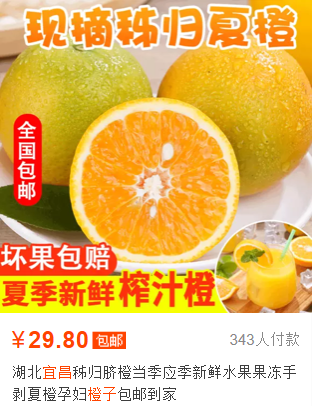 现摘秭归夏橙
全国包邮
坏果包赔
夏季新鲜 榨汁橙
¥29.80 包邮 343人付款
湖北宜昌秭归脐橙当季应季新鲜水果果冻手
剥夏橙孕妇橙子包邮到家